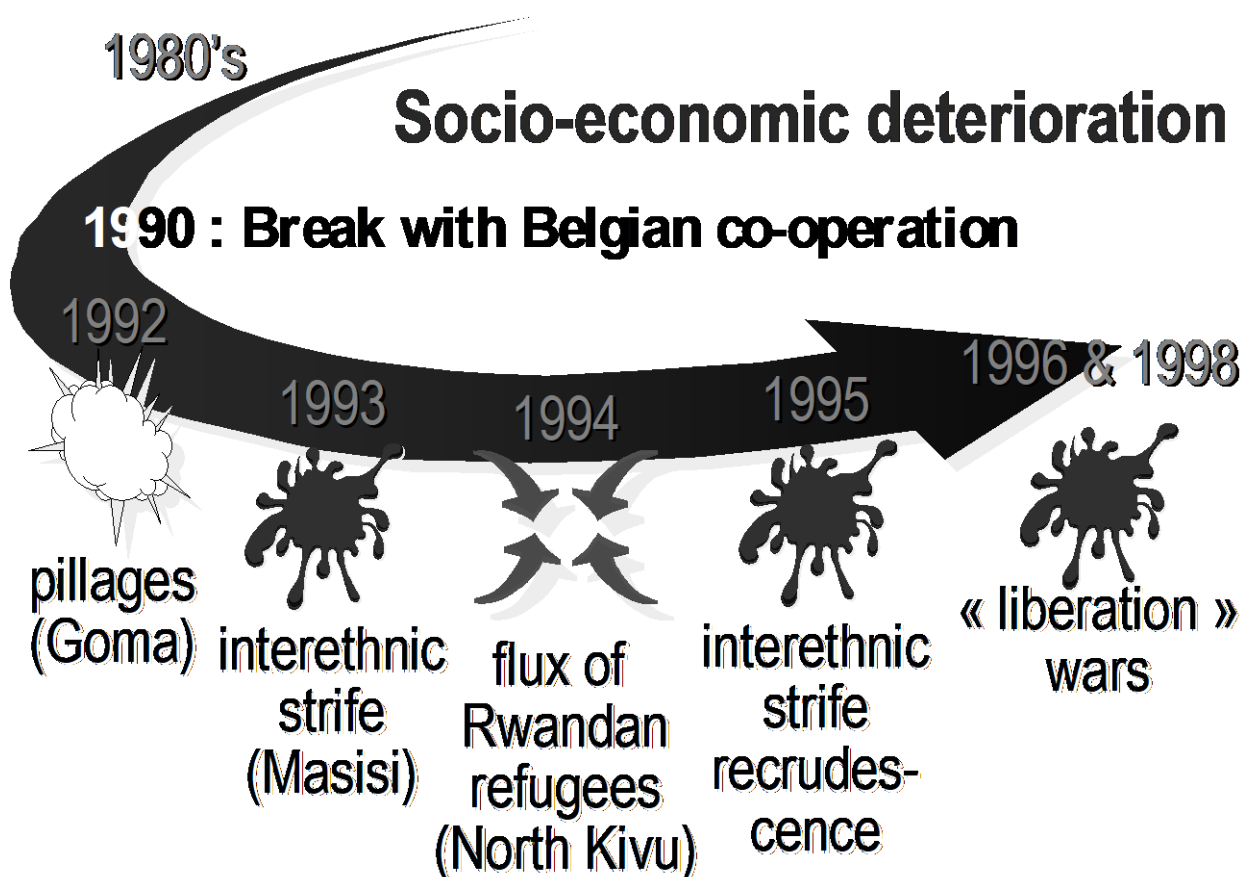 1980's
Socio-economic deterioration
1990 : Break with Belgian co-operation
1992
pillages
(Goma)
1993
interethnic
strife
(Masisi)
1994
flux of
Rwandan
refugees
(North Kivu)
1995
interethnic
strife
recrudes-
cence
1996 & 1998
« liberation »
wars